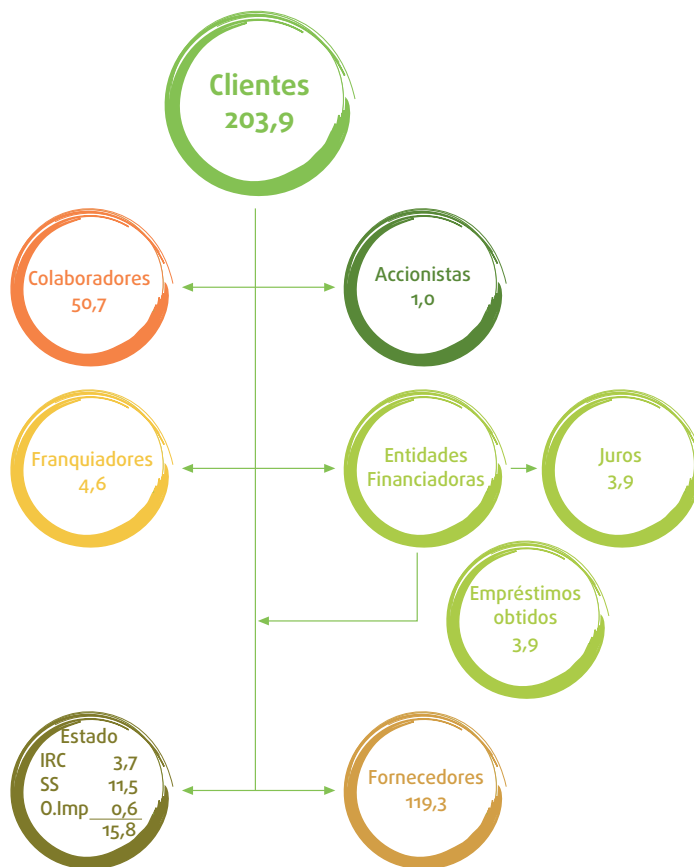 Clientes
203,9
Colaboradores
50,7
Accionistas
1,0
Franquiadores
4,6
Entidades
Financiadoras
Juros
3,9
Empréstimos
obtidos
3,9
Estado
IRC 3,7
SS 11,5
O.Imp 0,6
15,8
Fornecedores
119,3